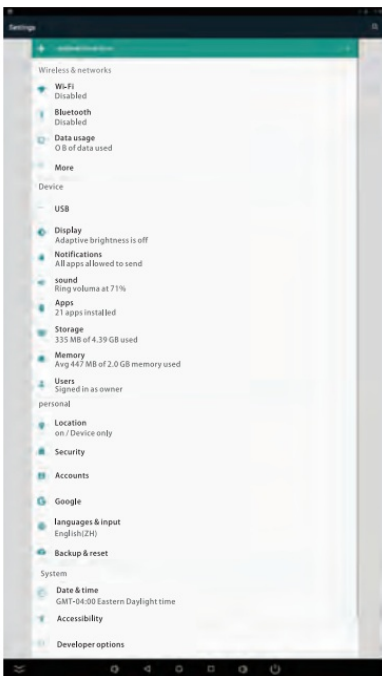 Settings
Wireless & networks
Wi-Fi
Disabled
Bluetooth
Disabled
Data usage
0 B of data used
More
Device
USB
Display
Adaptive brightness is off
Notifications
All apps allowed to send
sound
Ring voluma at 71%
Apps
21 apps installed
Storage
335 MB of 4.39 GB used
Memory
Avg 447 MB of 2.0 GB memory used
Users
Signed in as owner
personal
Location
on / Device only
Security
Accounts
G Google
languages & input
English(ZH)
Backup & reset
System
Date & time
GMT-04:00 Eastern Daylight time
Accessibility
Developer options